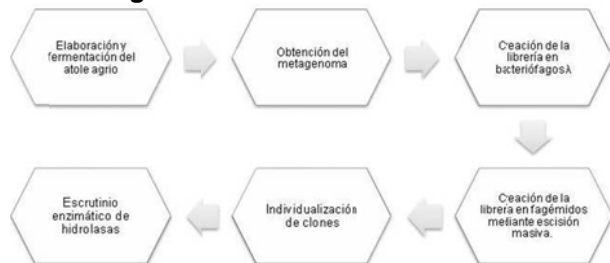 Elaboración y
fermentación del
atole agrio
Obtención del
metagenoma
Creación de la
librería en
bacteriófagos λ
Creación de la
librería en fagémidos
mediante escisión
masiva.
Individualización
de clones
Escrutinio
enzimático de
hidrolasas